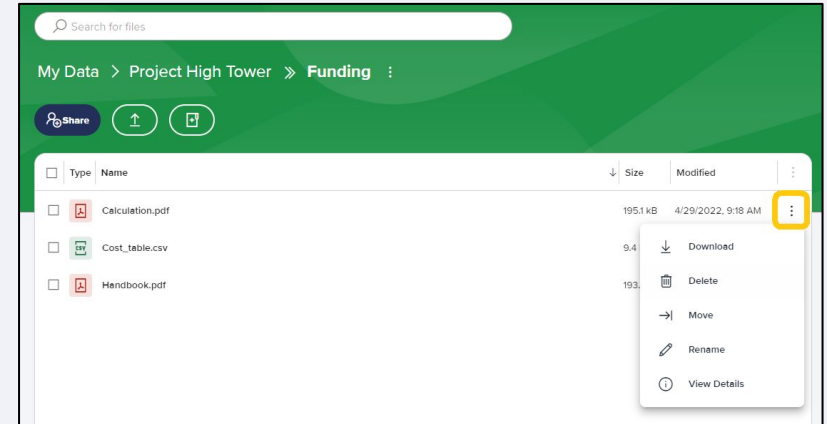 Search for files
My Data > Project High Tower » Funding
Share
Type Name Size Modified
Calculation.pdf 195.1 kB 4/29/2022, 9:18 AM
CSV Cost_table.csv 9.4
Handbook.pdf 193.
Download
Delete
Move
Rename
View Details